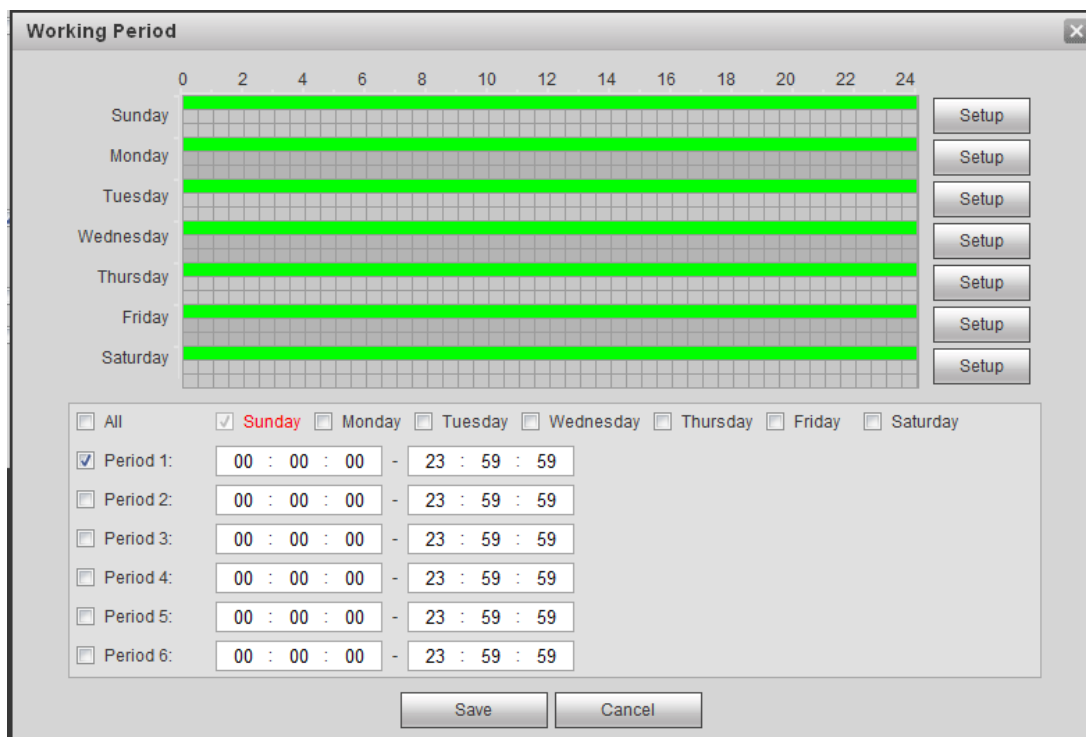 Working Period
0 2 4 6 8 10 12 14 16 18 20 22 24
Sunday Setup
Monday Setup
Tuesday Setup
Wednesday Setup
Thursday Setup
Friday Setup
Saturday Setup
All Sunday Monday Tuesday Wednesday Thursday Friday Saturday
Period 1: 00 : 00 : 00 - 23 : 59 : 59
Period 2: 00 : 00 : 00 - 23 : 59 : 59
Period 3: 00 : 00 : 00 - 23 : 59 : 59
Period 4: 00 : 00 : 00 - 23 : 59 : 59
Period 5: 00 : 00 : 00 - 23 : 59 : 59
Period 6: 00 : 00 : 00 - 23 : 59 : 59
Save Cancel